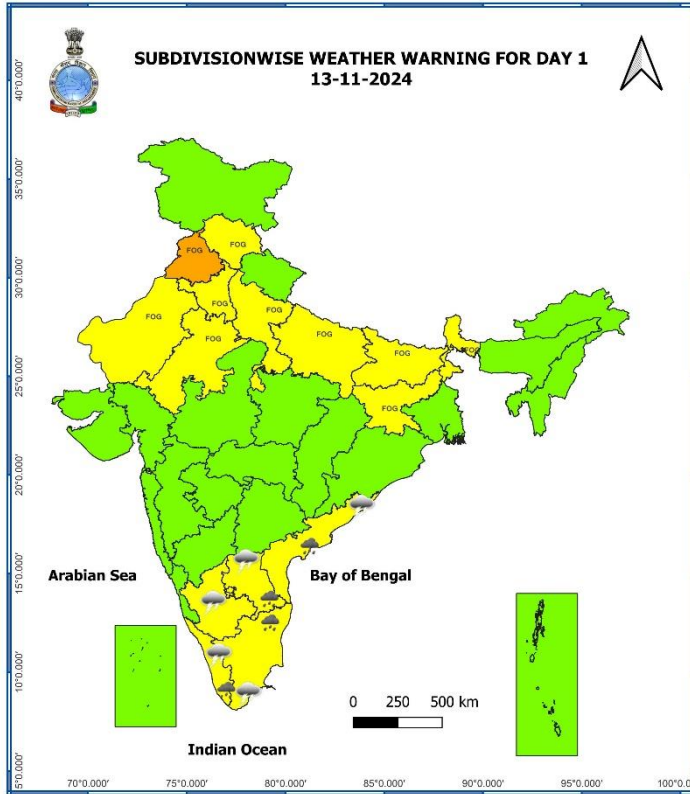 SUBDIVISIONWISE WEATHER WARNING FOR DAY 1
13-11-2024
40°0.000'
35°0.000'
30°0.000'
25°0.000'
20°0.000'
15°0.000'
10°0.000'
5°0.000'
FOG
FOG
FOG
FOG
FOG
FOG
FOG
FOG
FOG
FOG
Arabian Sea
Bay of Bengal
0 250 500 km
Indian Ocean
70°0.000' 75°0.000' 80°0.000' 85°0.000' 90°0.000' 95°0.000' 100°0.0